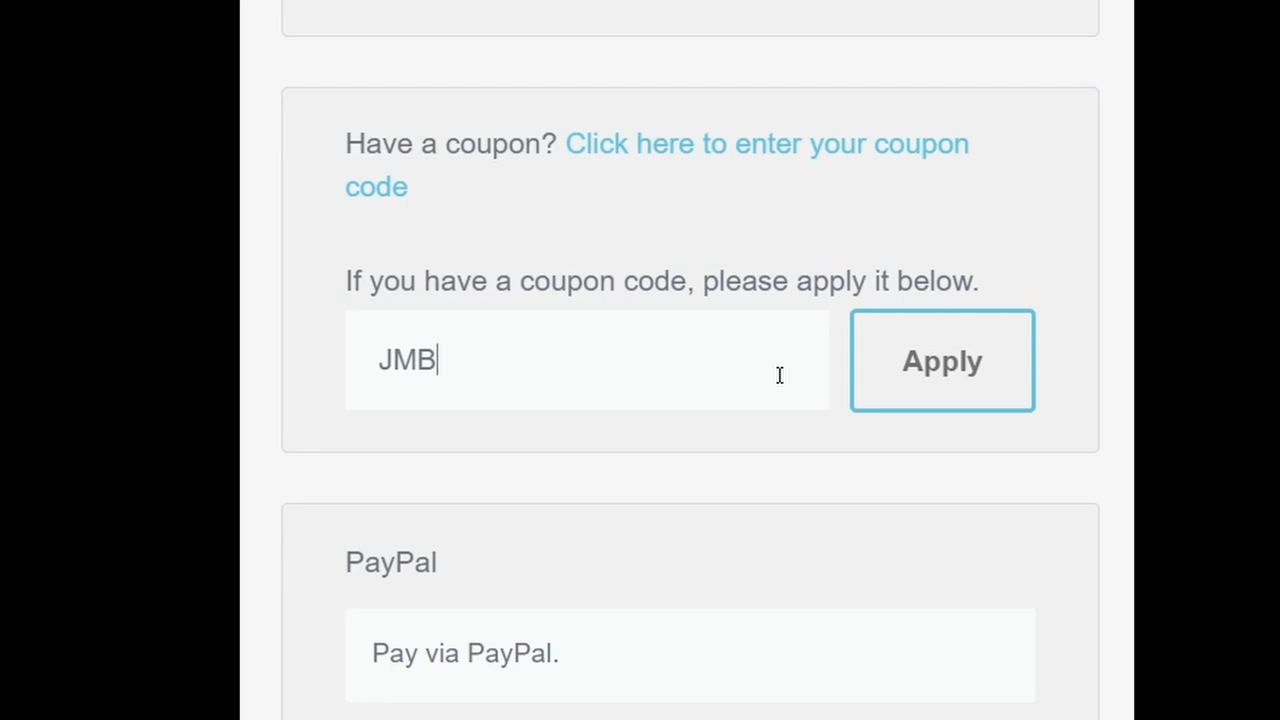 Have a coupon? Click here to enter your coupon
code
If you have a coupon code, please apply it below.
JMB
Apply
PayPal
Pay via PayPal.